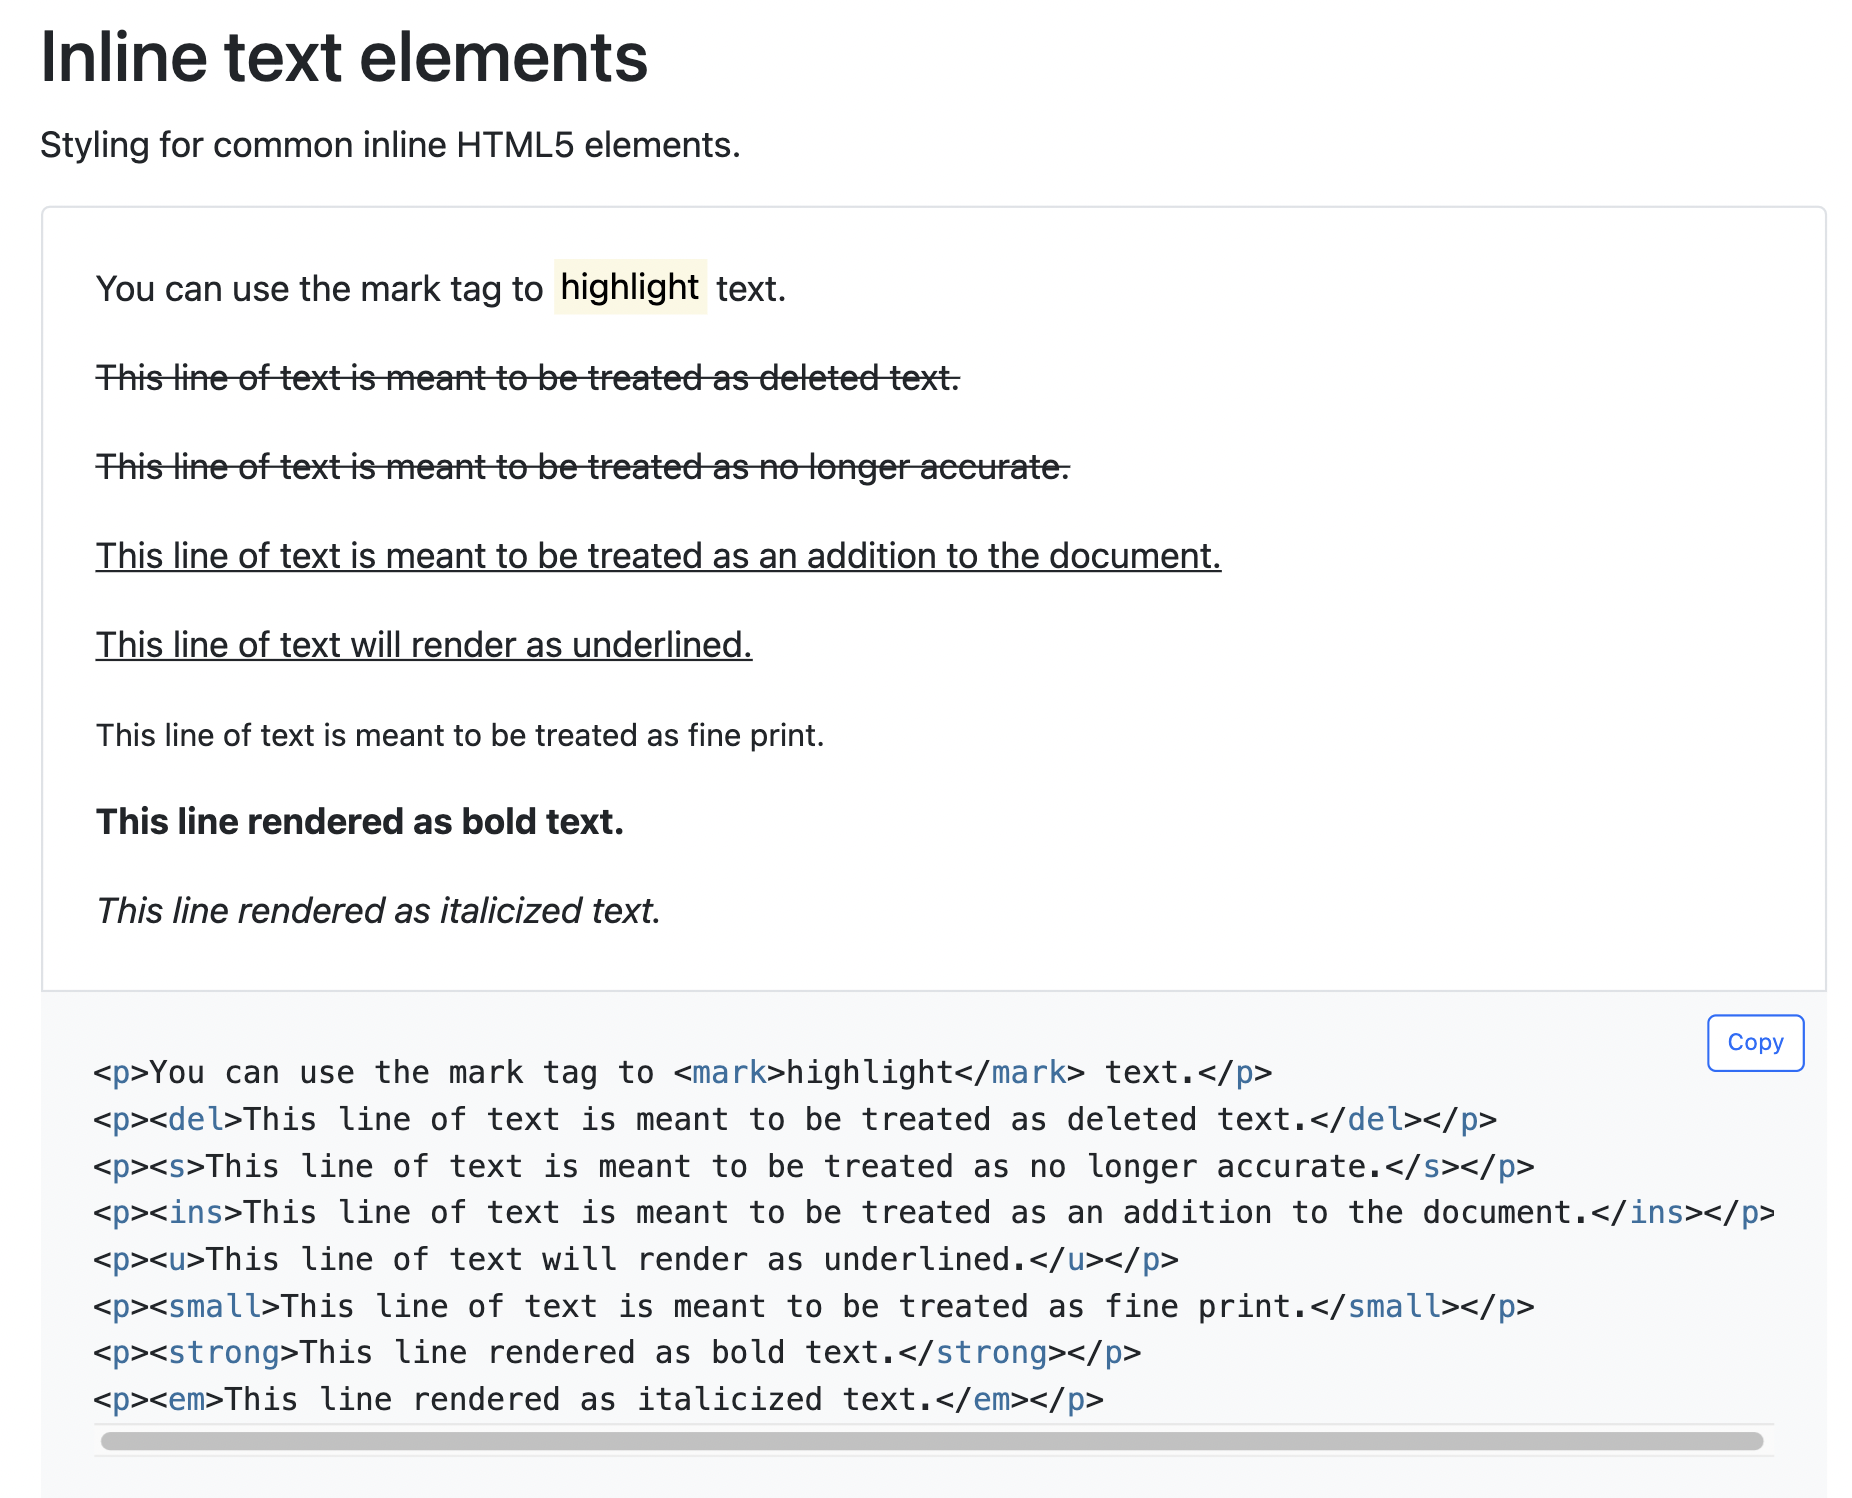 Inline text elements
Styling for common inline HTML5 elements.
You can use the mark tag to highlight text.
This line of text is meant to be treated as deleted text.
This line of text is meant to be treated as no longer accurate.
This line of text is meant to be treated as an addition to the document.
This line of text will render as underlined.
This line of text is meant to be treated as fine print.
This line rendered as bold text.
This line rendered as italicized text.
Copy
<p>You can use the mark tag to <mark>highlight</mark> text.</p>
<p><del>This line of text is meant to be treated as deleted text.</del></p>
<p><s>This line of text is meant to be treated as no longer accurate.</s></p>
<p><ins>This line of text is meant to be treated as an addition to the document.</ins></p>
<p><u>This line of text will render as underlined.</u></p>
<p><small>This line of text is meant to be treated as fine print.</small></p>
<p><strong>This line rendered as bold text.</strong></p>
<p><em>This line rendered as italicized text.</em></p>